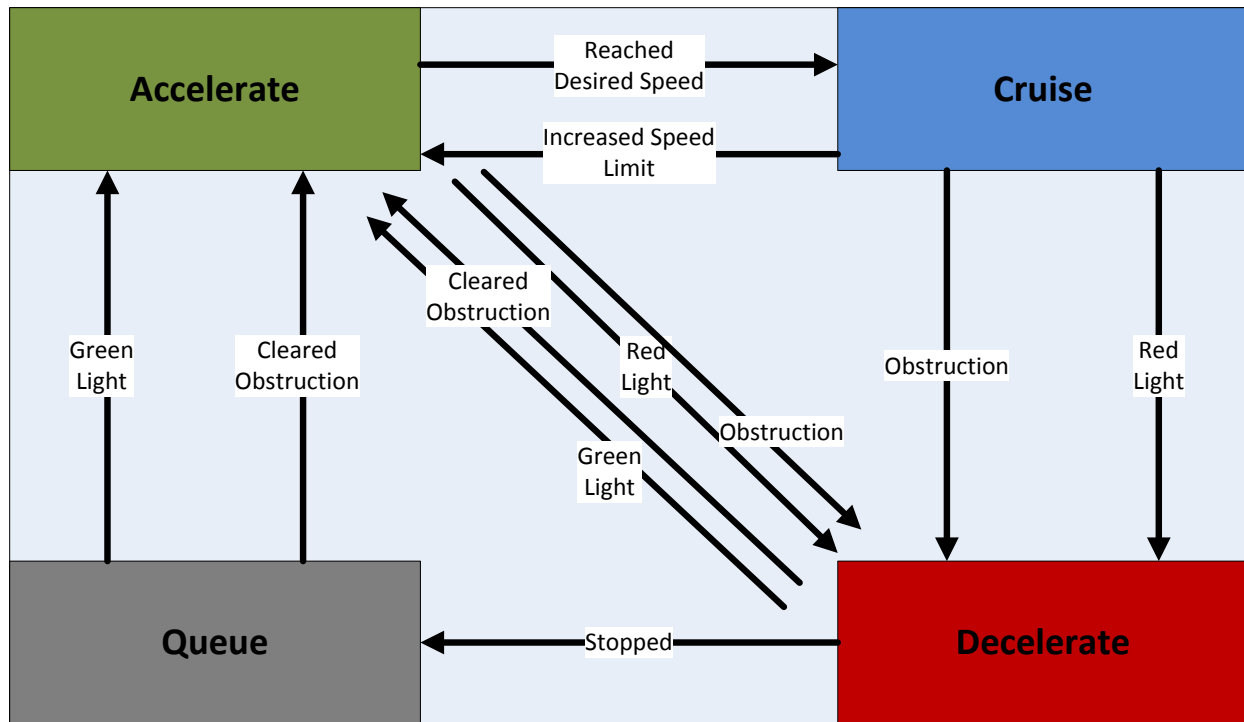 Accelerate
Reached
Desired Speed
Cruise
Increased Speed
Limit
Cleared
Obstruction
Green
Light
Cleared
Obstruction
Red
Light
Obstruction
Red
Light
Obstruction
Green
Light
Queue
Stopped
Decelerate